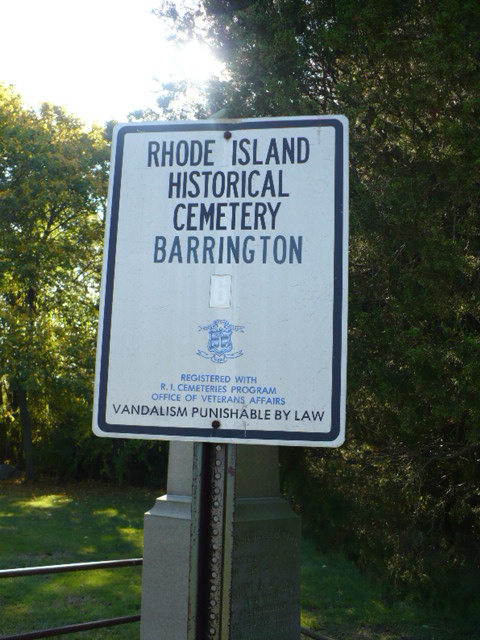 RHODE ISLAND
HISTORICAL
CEMETERY
BARRINGTON
REGISTERED WITH
R.I. CEMETERIES PROGRAM
OFFICE OF VETERANS AFFAIRS
VANDALISM PUNISHABLE BY LAW